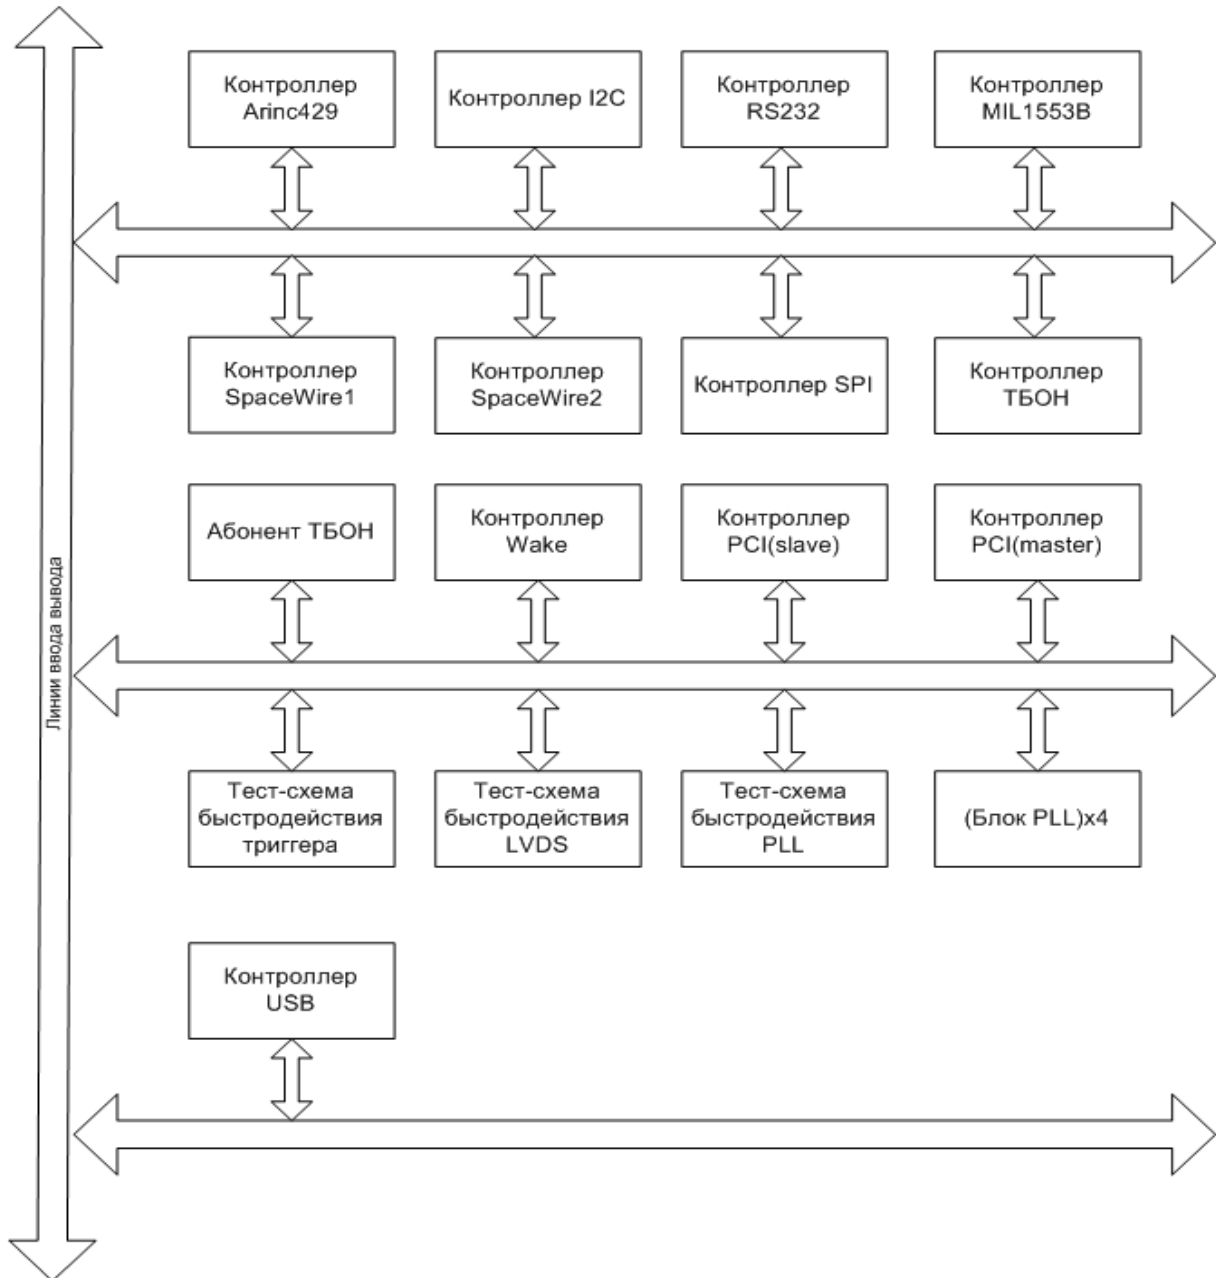 Контроллер
Arinc429
Контроллер I2C
Контроллер
RS232
Контроллер
MIL1553B
Контроллер
SpaceWire1
Контроллер
SpaceWire2
Контроллер SPI
Контроллер
ТБОН
Линии ввода вывода
Абонент ТБОН
Контроллер
Wake
Контроллер
PCI(slave)
Контроллер
PCI(master)
Тест-схема
быстродействия
триггера
Тест-схема
быстродействия
LVDS
Тест-схема
быстродействия
PLL
(Блок PLL)x4
Контроллер
USB